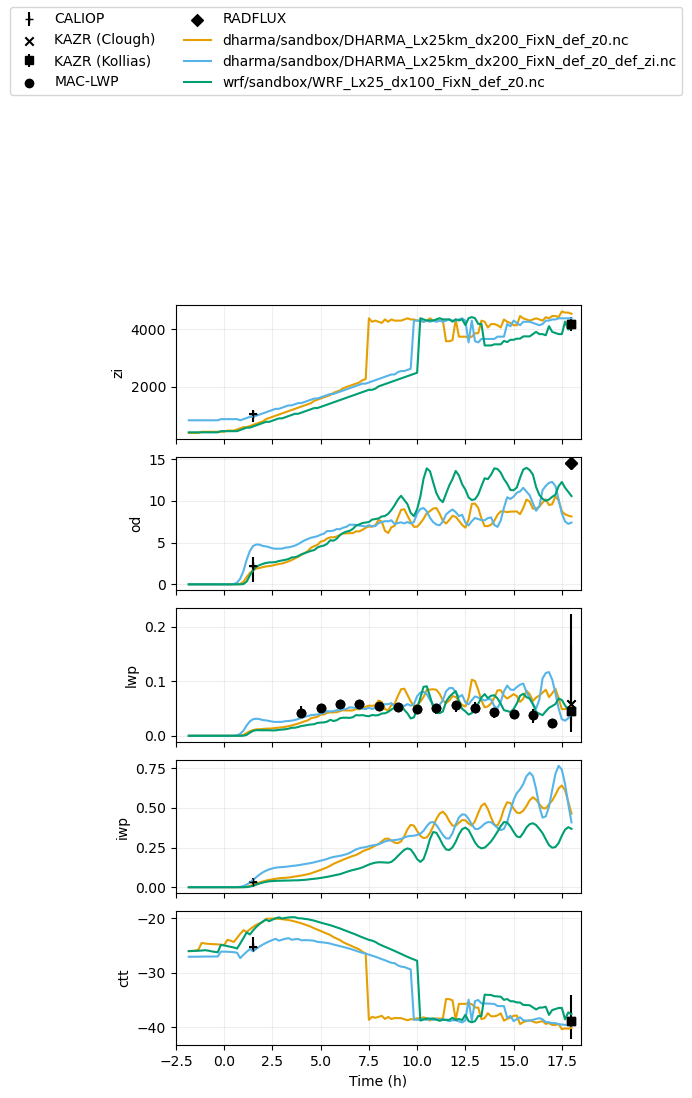 CALIOP
KAZR (Clough)
KAZR (Kollias)
MAC-LWP
RADFLUX
dharma/sandbox/DHARMA_Lx25km_dx200_FixN_def_z0.nc
dharma/sandbox/DHARMA_Lx25km_dx200_FixN_def_z0_def_zi.nc
wrf/sandbox/WRF_Lx25_dx100_FixN_def_z0.nc
4000
2000
zi
15
10
5
0
od
0.2
0.1
0.0
lwp
0.75
0.50
0.25
0.00
iwp
−20
−30
−40
ctt
−2.5 0.0 2.5 5.0 7.5 10.0 12.5 15.0 17.5
Time (h)